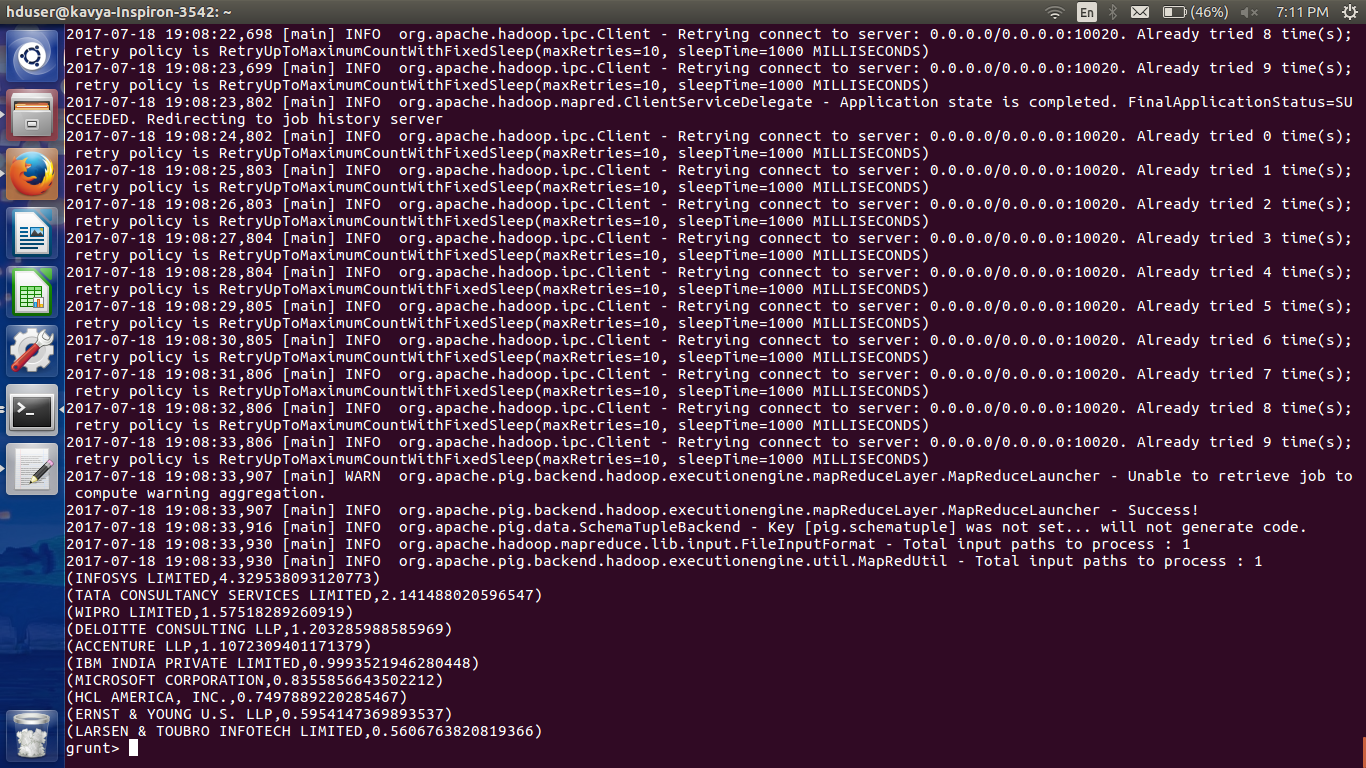 hduser@kavya-Inspiron-3542: ~
En
(46%)
7:11 PM
2017-07-18 19:08:22,698 [main] INFO  org.apache.hadoop.ipc.Client - Retrying connect to server: 0.0.0.0/0.0.0.0:10020. Already tried 8 time(s);
 retry policy is RetryUpToMaximumCountWithFixedSleep(maxRetries=10, sleepTime=1000 MILLISECONDS)
2017-07-18 19:08:23,699 [main] INFO  org.apache.hadoop.ipc.Client - Retrying connect to server: 0.0.0.0/0.0.0.0:10020. Already tried 9 time(s);
 retry policy is RetryUpToMaximumCountWithFixedSleep(maxRetries=10, sleepTime=1000 MILLISECONDS)
2017-07-18 19:08:23,802 [main] INFO  org.apache.hadoop.mapred.ClientServiceDelegate - Application state is completed. FinalApplicationStatus=SU
CCEEDED. Redirecting to job history server
2017-07-18 19:08:24,802 [main] INFO  org.apache.hadoop.ipc.Client - Retrying connect to server: 0.0.0.0/0.0.0.0:10020. Already tried 0 time(s);
 retry policy is RetryUpToMaximumCountWithFixedSleep(maxRetries=10, sleepTime=1000 MILLISECONDS)
2017-07-18 19:08:25,803 [main] INFO  org.apache.hadoop.ipc.Client - Retrying connect to server: 0.0.0.0/0.0.0.0:10020. Already tried 1 time(s);
 retry policy is RetryUpToMaximumCountWithFixedSleep(maxRetries=10, sleepTime=1000 MILLISECONDS)
2017-07-18 19:08:26,803 [main] INFO  org.apache.hadoop.ipc.Client - Retrying connect to server: 0.0.0.0/0.0.0.0:10020. Already tried 2 time(s);
 retry policy is RetryUpToMaximumCountWithFixedSleep(maxRetries=10, sleepTime=1000 MILLISECONDS)
2017-07-18 19:08:27,804 [main] INFO  org.apache.hadoop.ipc.Client - Retrying connect to server: 0.0.0.0/0.0.0.0:10020. Already tried 3 time(s);
 retry policy is RetryUpToMaximumCountWithFixedSleep(maxRetries=10, sleepTime=1000 MILLISECONDS)
2017-07-18 19:08:28,804 [main] INFO  org.apache.hadoop.ipc.Client - Retrying connect to server: 0.0.0.0/0.0.0.0:10020. Already tried 4 time(s);
 retry policy is RetryUpToMaximumCountWithFixedSleep(maxRetries=10, sleepTime=1000 MILLISECONDS)
2017-07-18 19:08:29,805 [main] INFO  org.apache.hadoop.ipc.Client - Retrying connect to server: 0.0.0.0/0.0.0.0:10020. Already tried 5 time(s);
 retry policy is RetryUpToMaximumCountWithFixedSleep(maxRetries=10, sleepTime=1000 MILLISECONDS)
2017-07-18 19:08:30,805 [main] INFO  org.apache.hadoop.ipc.Client - Retrying connect to server: 0.0.0.0/0.0.0.0:10020. Already tried 6 time(s);
 retry policy is RetryUpToMaximumCountWithFixedSleep(maxRetries=10, sleepTime=1000 MILLISECONDS)
2017-07-18 19:08:31,806 [main] INFO  org.apache.hadoop.ipc.Client - Retrying connect to server: 0.0.0.0/0.0.0.0:10020. Already tried 7 time(s);
 retry policy is RetryUpToMaximumCountWithFixedSleep(maxRetries=10, sleepTime=1000 MILLISECONDS)
2017-07-18 19:08:32,806 [main] INFO  org.apache.hadoop.ipc.Client - Retrying connect to server: 0.0.0.0/0.0.0.0:10020. Already tried 8 time(s);
 retry policy is RetryUpToMaximumCountWithFixedSleep(maxRetries=10, sleepTime=1000 MILLISECONDS)
2017-07-18 19:08:33,806 [main] INFO  org.apache.hadoop.ipc.Client - Retrying connect to server: 0.0.0.0/0.0.0.0:10020. Already tried 9 time(s);
 retry policy is RetryUpToMaximumCountWithFixedSleep(maxRetries=10, sleepTime=1000 MILLISECONDS)
2017-07-18 19:08:33,907 [main] WARN  org.apache.pig.backend.hadoop.executionengine.mapReduceLayer.MapReduceLauncher - Unable to retrieve job to
 compute warning aggregation.
2017-07-18 19:08:33,907 [main] INFO  org.apache.pig.backend.hadoop.executionengine.mapReduceLayer.MapReduceLauncher - Success!
2017-07-18 19:08:33,916 [main] INFO  org.apache.pig.data.SchemaTupleBackend - Key [pig.schematuple] was not set... will not generate code.
2017-07-18 19:08:33,930 [main] INFO  org.apache.hadoop.mapreduce.lib.input.FileInputFormat - Total input paths to process : 1
2017-07-18 19:08:33,930 [main] INFO  org.apache.pig.backend.hadoop.executionengine.util.MapRedUtil - Total input paths to process : 1
(INFOSYS LIMITED,4.329538093120773)
(TATA CONSULTANCY SERVICES LIMITED,2.141488020596547)
(WIPRO LIMITED,1.57518289260919)
(DELOITTE CONSULTING LLP,1.203285988585969)
(ACCENTURE LLP,1.1072309401171379)
(IBM INDIA PRIVATE LIMITED,0.9993521946280448)
(MICROSOFT CORPORATION,0.8355856643502212)
(HCL AMERICA, INC.,0.7497889220285467)
(ERNST & YOUNG U.S. LLP,0.5954147369893537)
(LARSEN & TOUBRO INFOTECH LIMITED,0.5606763820819366)
grunt>